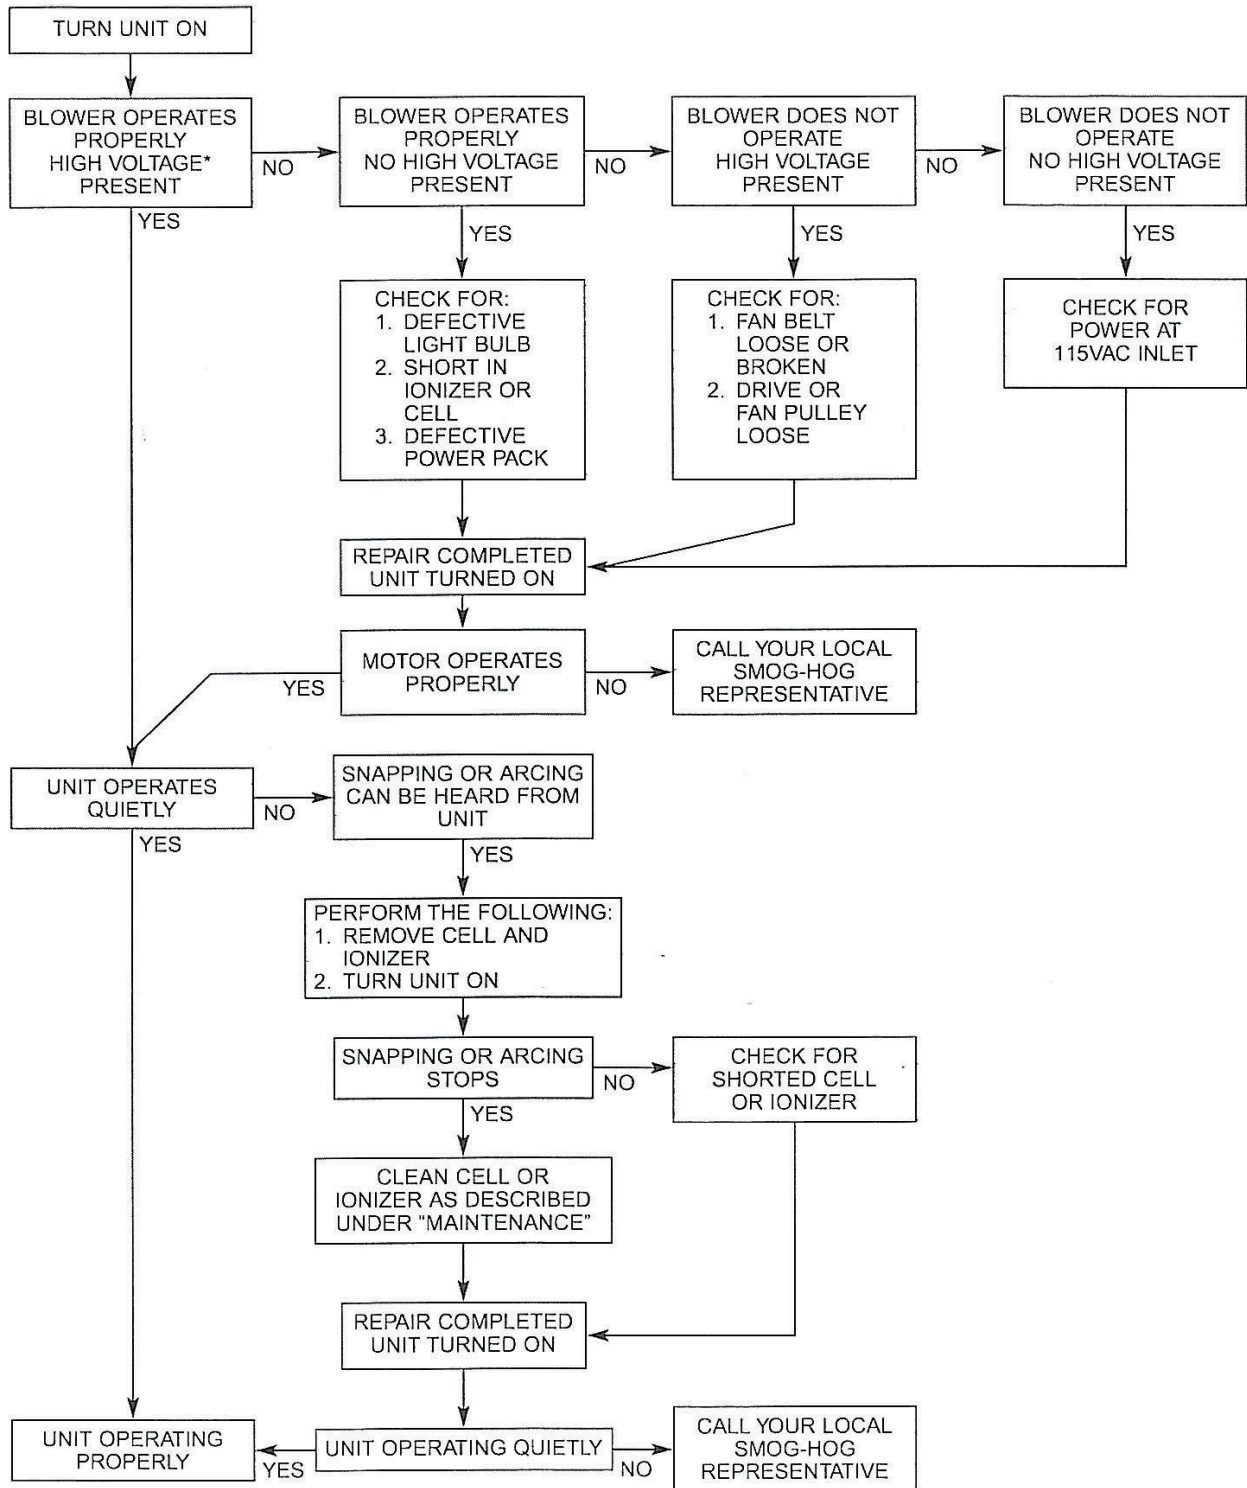 TURN UNIT ON
BLOWER OPERATES
PROPERLY
HIGH VOLTAGE*
PRESENT
NO
BLOWER OPERATES
PROPERLY
NO HIGH VOLTAGE
PRESENT
NO
BLOWER DOES NOT
OPERATE
HIGH VOLTAGE
PRESENT
NO
BLOWER DOES NOT
OPERATE
NO HIGH VOLTAGE
PRESENT
YES
YES
YES
YES
CHECK FOR:
1. DEFECTIVE
LIGHT BULB
2. SHORT IN
IONIZER OR
CELL
3. DEFECTIVE
POWER PACK
CHECK FOR:
1. FAN BELT
LOOSE OR
BROKEN
2. DRIVE OR
FAN PULLEY
LOOSE
CHECK FOR
POWER AT
115VAC INLET
REPAIR COMPLETED
UNIT TURNED ON
MOTOR OPERATES
PROPERLY
YES
NO
CALL YOUR LOCAL
SMOG-HOG
REPRESENTATIVE
UNIT OPERATES
QUIETLY
NO
SNAPPING OR ARCING
CAN BE HEARD FROM
UNIT
YES
YES
PERFORM THE FOLLOWING:
1. REMOVE CELL AND
IONIZER
2. TURN UNIT ON
SNAPPING OR ARCING
STOPS
NO
CHECK FOR
SHORTED CELL
OR IONIZER
YES
CLEAN CELL OR
IONIZER AS DESCRIBED
UNDER "MAINTENANCE"
REPAIR COMPLETED
UNIT TURNED ON
UNIT OPERATING
PROPERLY
YES
UNIT OPERATING QUIETLY
NO
CALL YOUR LOCAL
SMOG-HOG
REPRESENTATIVE